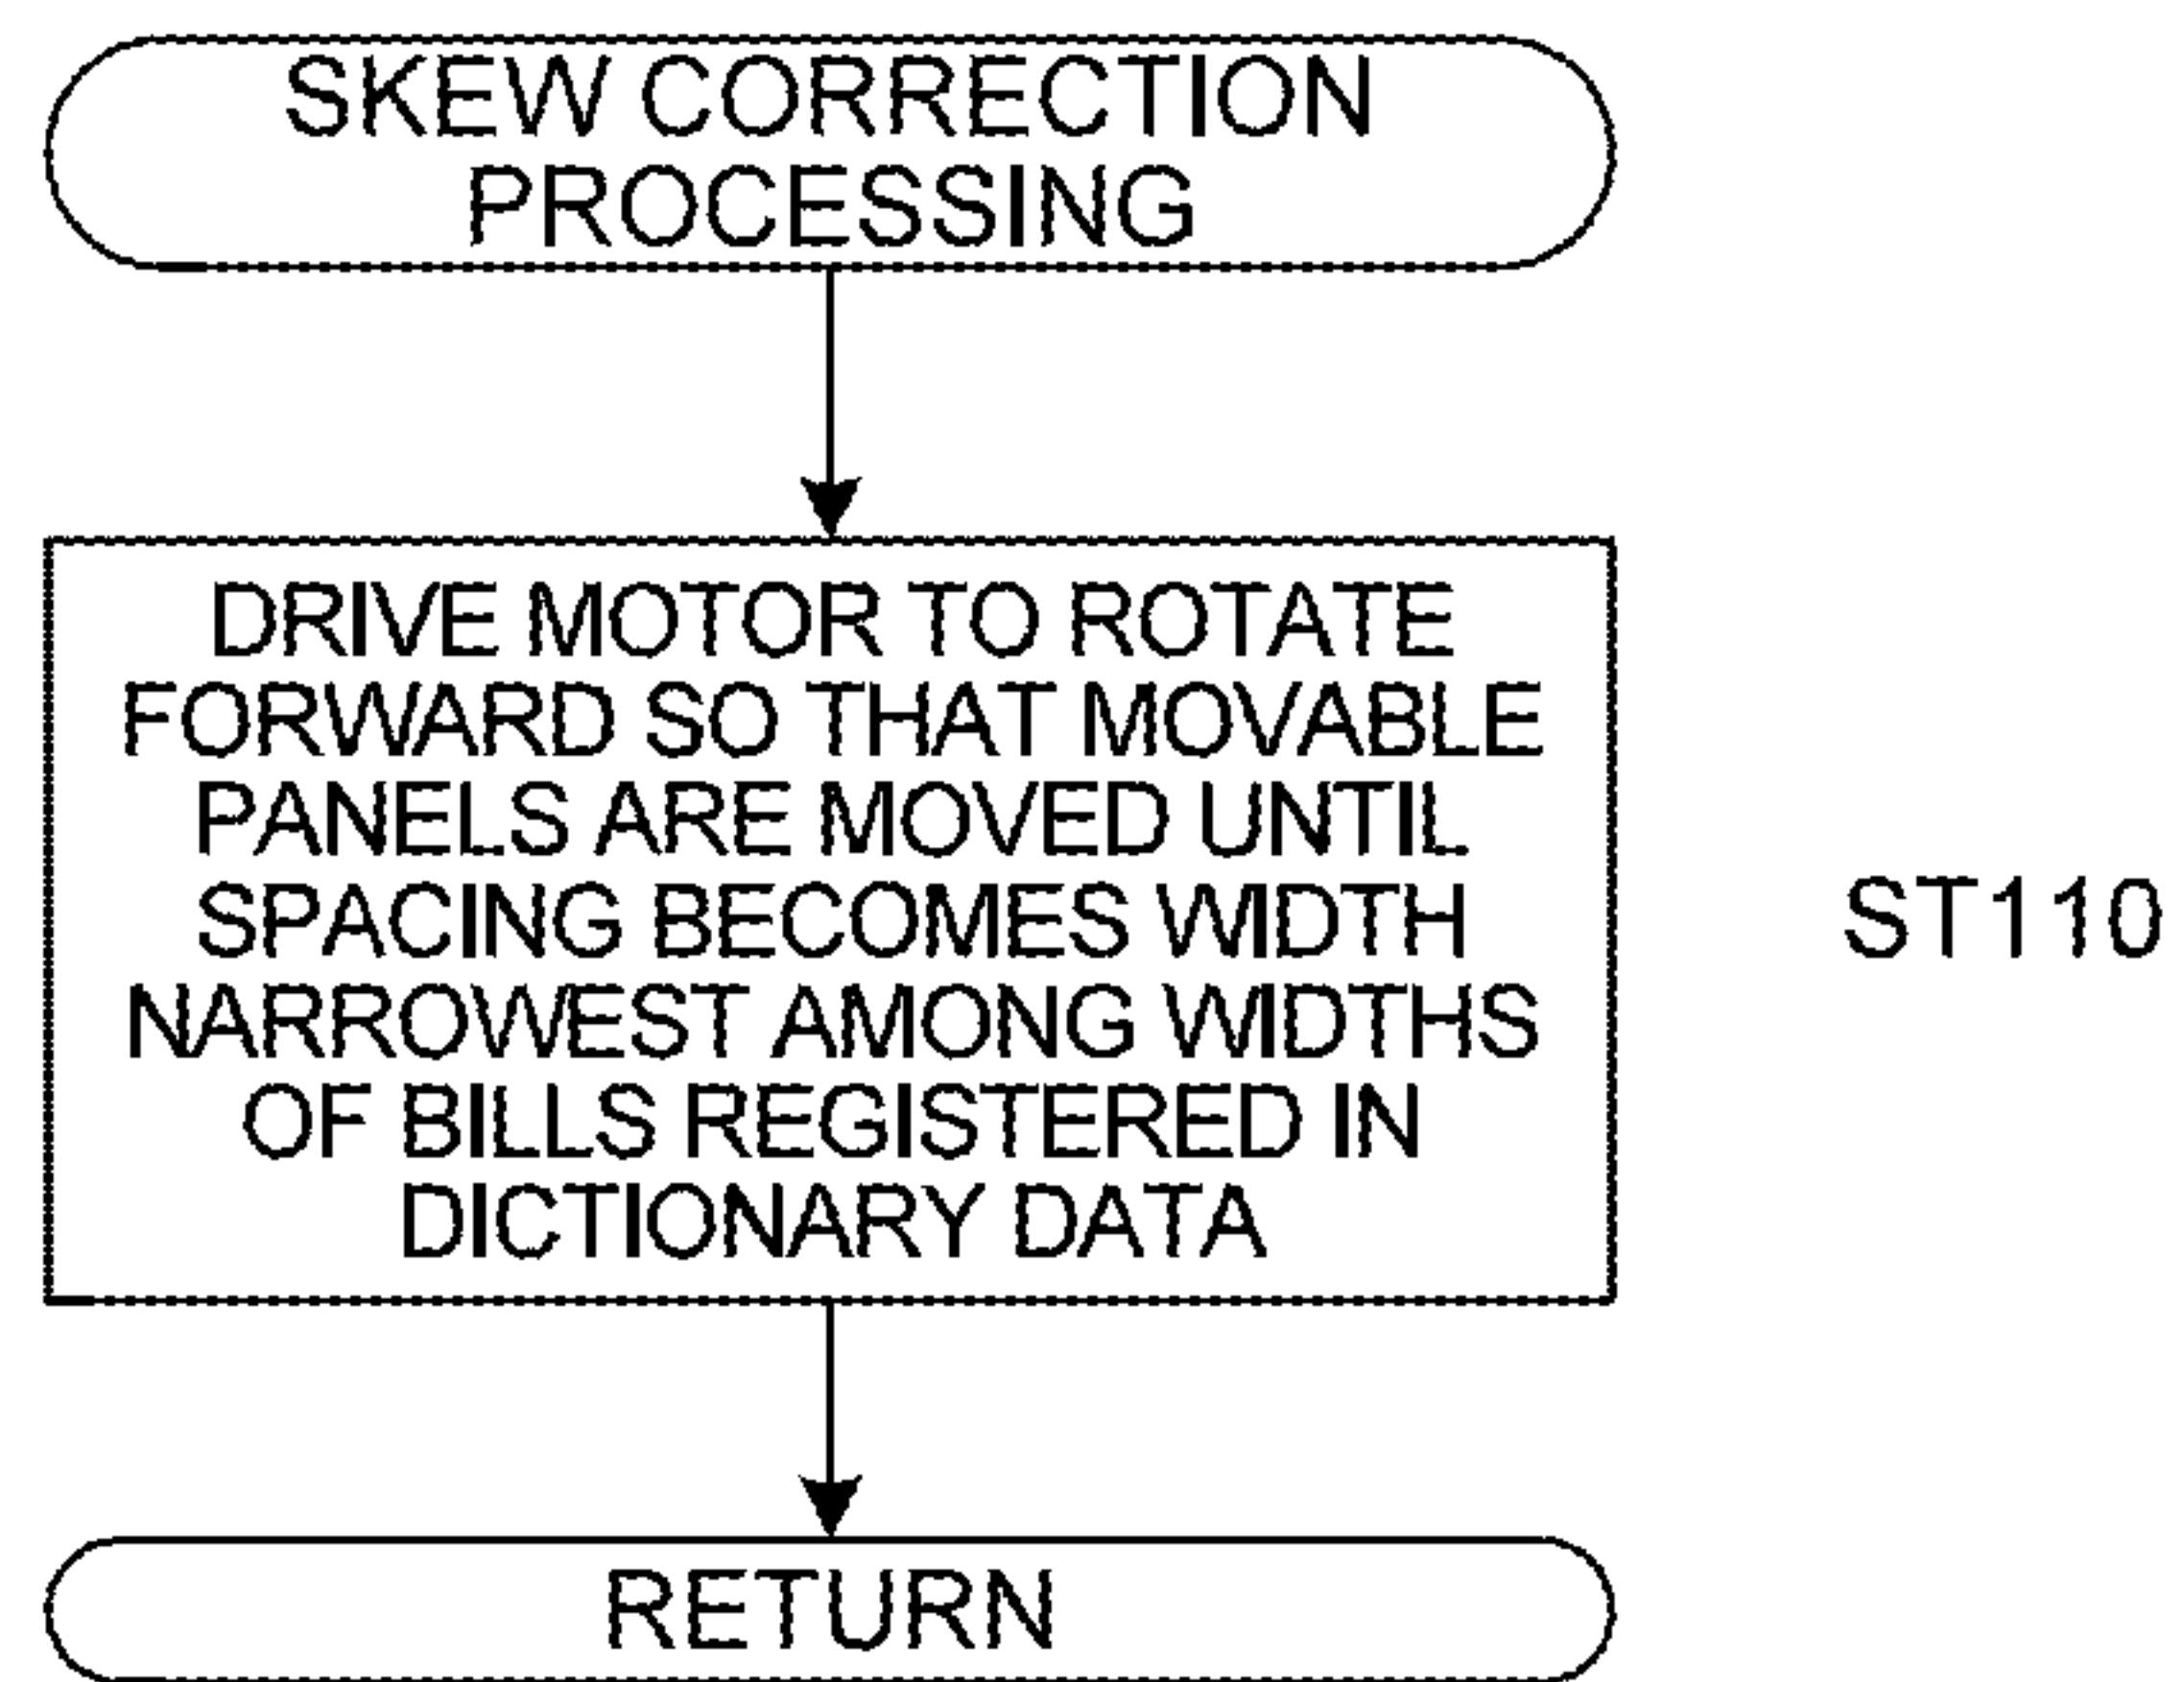 SKEW CORRECTION
PROCESSING
DRIVE MOTOR TO ROTATE
FORWARD SO THAT MOVABLE
PANELS ARE MOVED UNTIL
SPACING BECOMES WIDTH
NARROWEST AMONG WIDTHS
OF BILLS REGISTERED IN
DICTIONARY DATA
ST110
RETURN